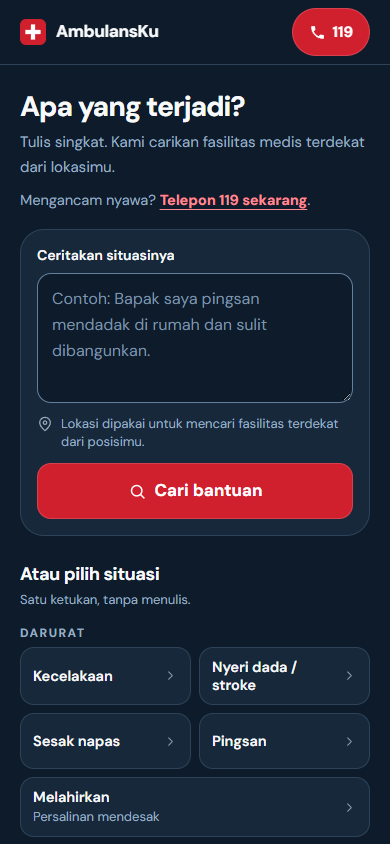 AmbulansKu
119
Apa yang terjadi?
Tulis singkat. Kami carikan fasilitas medis terdekat
dari lokasimu.
Mengancam nyawa? Telepon 119 sekarang.
Ceritakan situasinya
Contoh: Bapak saya pingsan
mendadak di rumah dan sulit
dibangunkan.
Lokasi dipakai untuk mencari fasilitas terdekat
dari posisimu.
Cari bantuan
Atau pilih situasi
Satu ketukan, tanpa menulis.
DARURAT
Kecelakaan
Nyeri dada /
stroke
Sesak napas
Pingsan
Melahirkan
Persalinan mendesak